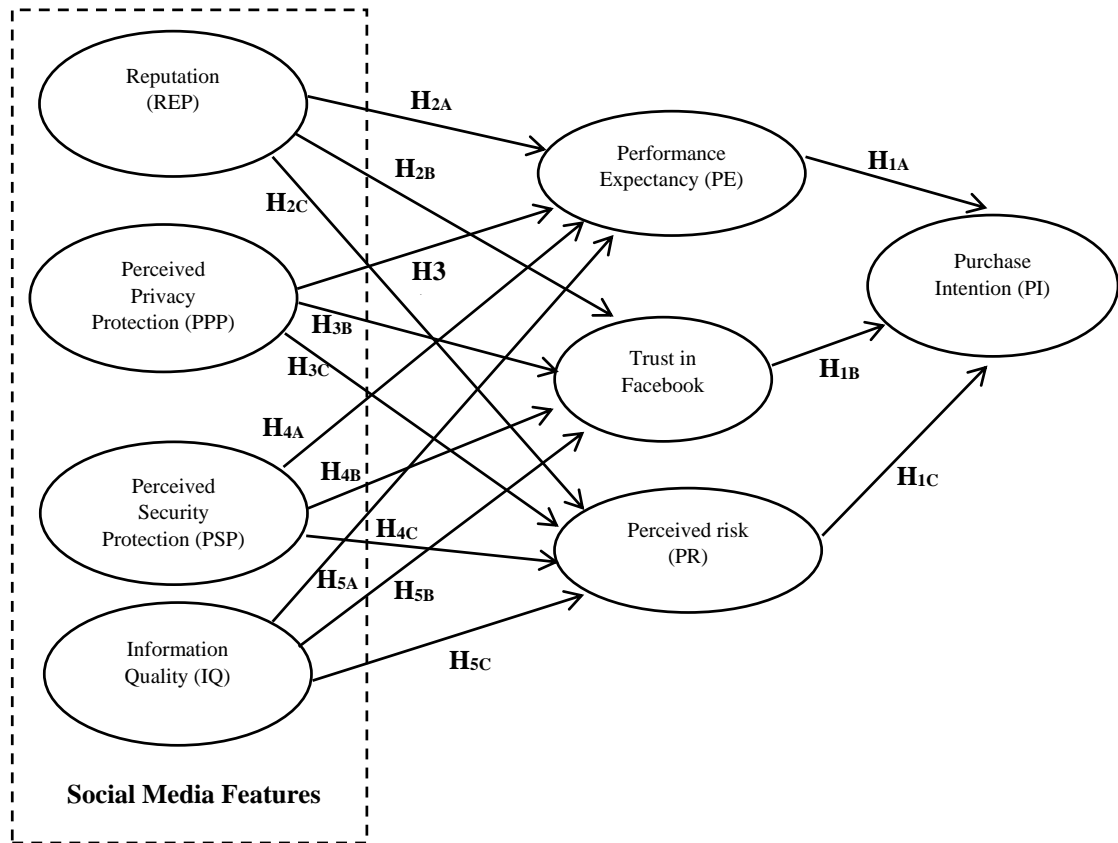 Reputation
(REP)
H2A
H2B
H2C
Performance
Expectancy (PE)
H1A
Perceived
Privacy
Protection (PPP)
H3
H3B
H3C
Purchase
Intention (PI)
Trust in
Facebook
H1B
H4A
H4B
H4C
Perceived
Security
Protection (PSP)
Perceived risk
(PR)
H1C
H5A
H5B
H5C
Information
Quality (IQ)
Social Media Features